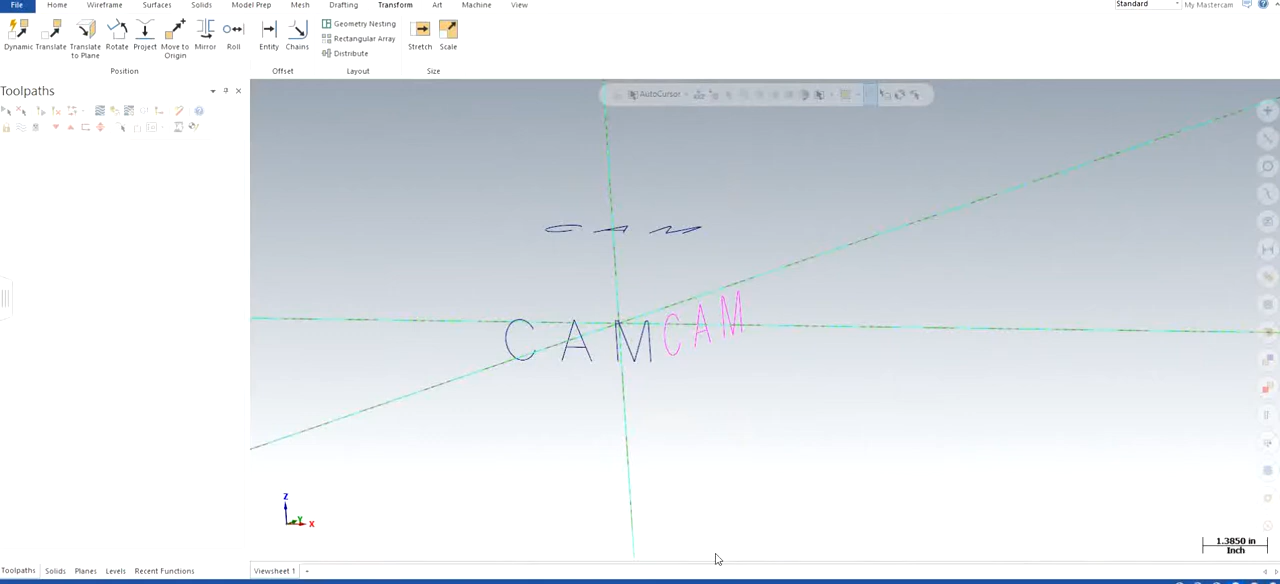 File Home Wireframe Surfaces Solids Model Prep Mesh Drafting Transform Art Machine View Standard My Mastercam
Dynamic Translate Translate to Plane Rotate Project Move to Origin Mirror Roll Entity Chains Geometry Nesting Rectangular Array Distribute Stretch Scale
Position Offset Layout Size
Toolpaths
AutoCursor
C A M
CAM CAM
Z
Y X
1.3850 in
Inch
Toolpaths Solids Planes Levels Recent Functions Viewsheet 1 +